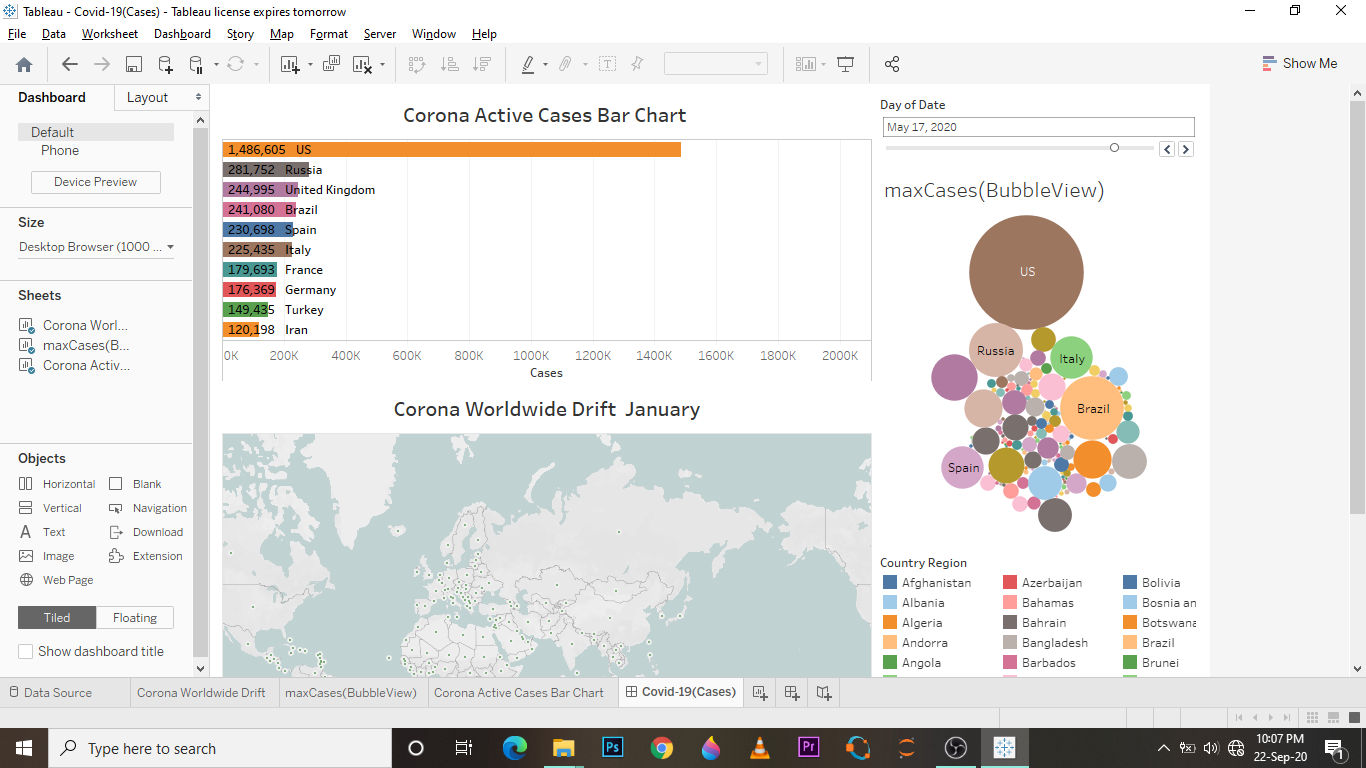 Tableau - Covid-19(Cases) - Tableau license expires tomorrow
File Data Worksheet Dashboard Story Map Format Server Window Help
Show Me
Dashboard Layout
Default
Phone
Device Preview
Size
Desktop Browser (1000 ...
Sheets
Corona Worl...
maxCases(B...
Corona Activ...
Objects
Horizontal Blank
Vertical Navigation
A Text Download
Image Extension
Web Page
Tiled Floating
Show dashboard title
Corona Active Cases Bar Chart
1,486,605 US
281,752 Russia
244,995 United Kingdom
241,080 Brazil
230,698 Spain
225,435 Italy
179,693 France
176,369 Germany
149,435 Turkey
120,198 Iran
0K 200K 400K 600K 800K 1000K 1200K 1400K 1600K 1800K 2000K
Cases
Corona Worldwide Drift January
Day of Date
May 17, 2020
maxCases(BubbleView)
US
Russia
Italy
Brazil
Spain
Country Region
Afghanistan Azerbaijan Bolivia
Albania Bahamas Bosnia an
Algeria Bahrain Botswana
Andorra Bangladesh Brazil
Angola Barbados Brunei
Data Source Corona Worldwide Drift maxCases(BubbleView) Corona Active Cases Bar Chart Covid-19(Cases)
Type here to search
Ps
Pr
10:07 PM
22-Sep-20
1